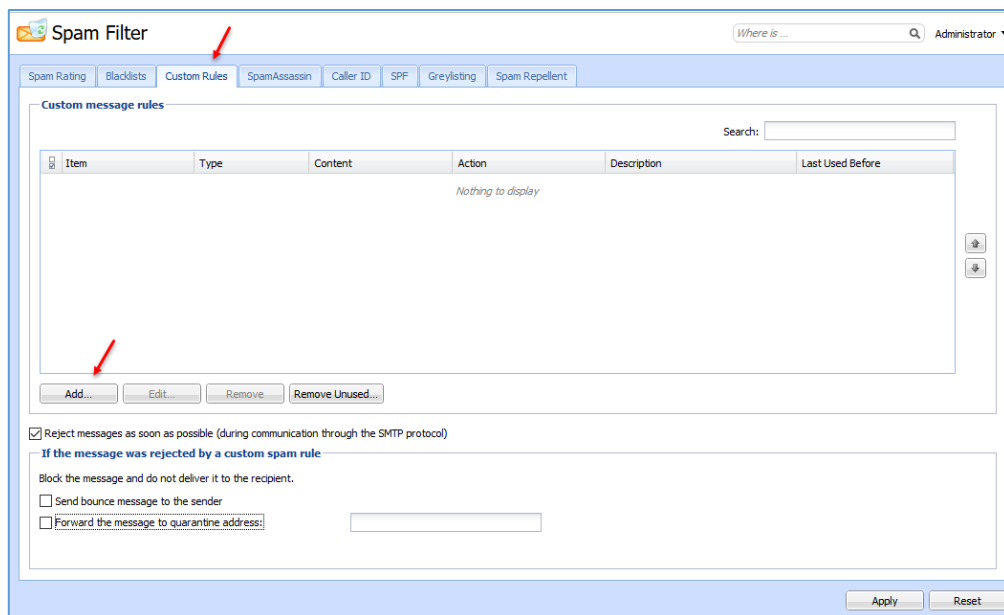 Spam Filter
Where is ...
Administrator
Spam Rating Blacklists Custom Rules SpamAssassin Caller ID SPF Greylisting Spam Repellent
Custom message rules
Search:
Item Type Content Action Description Last Used Before
Nothing to display
Add... Edit... Remove Remove Unused...
Reject messages as soon as possible (during communication through the SMTP protocol)
If the message was rejected by a custom spam rule
Block the message and do not deliver it to the recipient.
Send bounce message to the sender
Forward the message to quarantine address:
Apply Reset